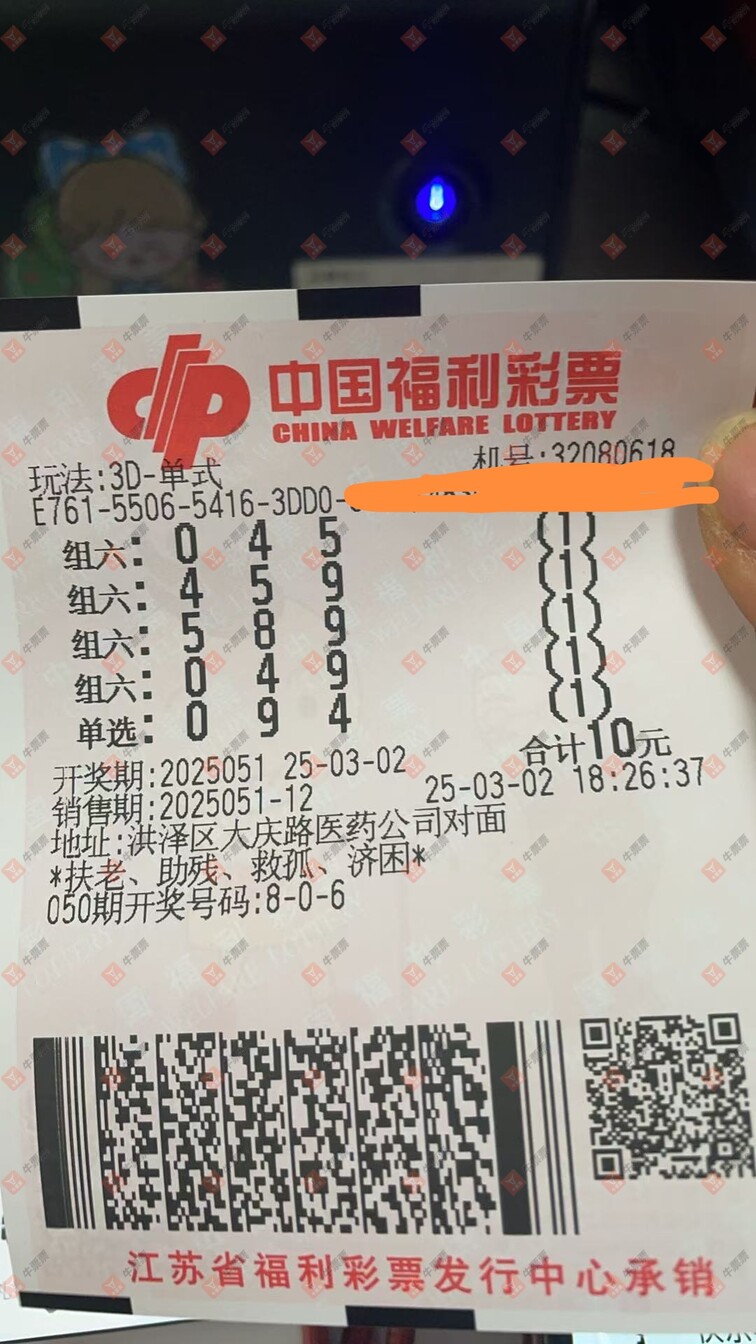 中国福利彩票
CHINA WELFARE LOTTERY
玩法:3D-单式 机号:32080618
E761-5506-5416-3DD0-
组六: 0 4 5 (1)
组六: 4 5 9 (1)
组六: 5 8 9 (1)
组六: 0 4 9 (1)
单选: 0 9 4 (1)
合计10元
开奖期:2025051 25-03-02
销售期:2025051-12 25-03-02 18:26:37
地址:洪泽区大庆路医药公司对面
*扶老、助残、救孤、济困*
050期开奖号码:8-0-6
江苏省福利彩票发行中心承销
牛票票